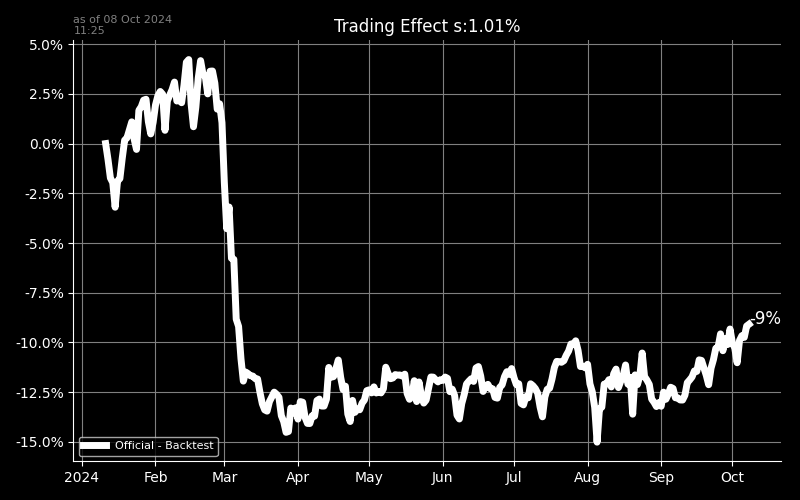 as of 08 Oct 2024
11:25
Trading Effect s:1.01%
5.0%
2.5%
0.0%
-2.5%
-5.0%
-7.5%
-10.0%
-12.5%
-15.0%
-9%
Official - Backtest
2024 Feb Mar Apr May Jun Jul Aug Sep Oct